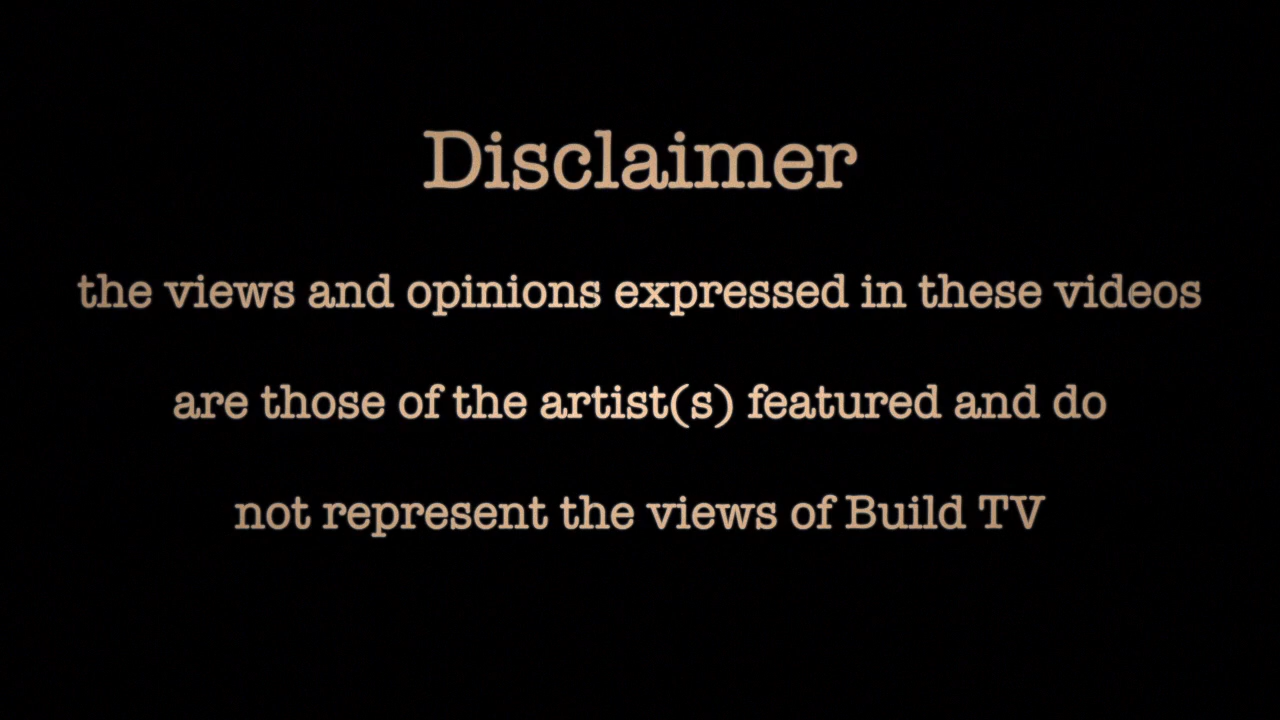 Disclaimer
the views and opinions expressed in these videos
are those of the artist(s) featured and do
not represent the views of Build TV